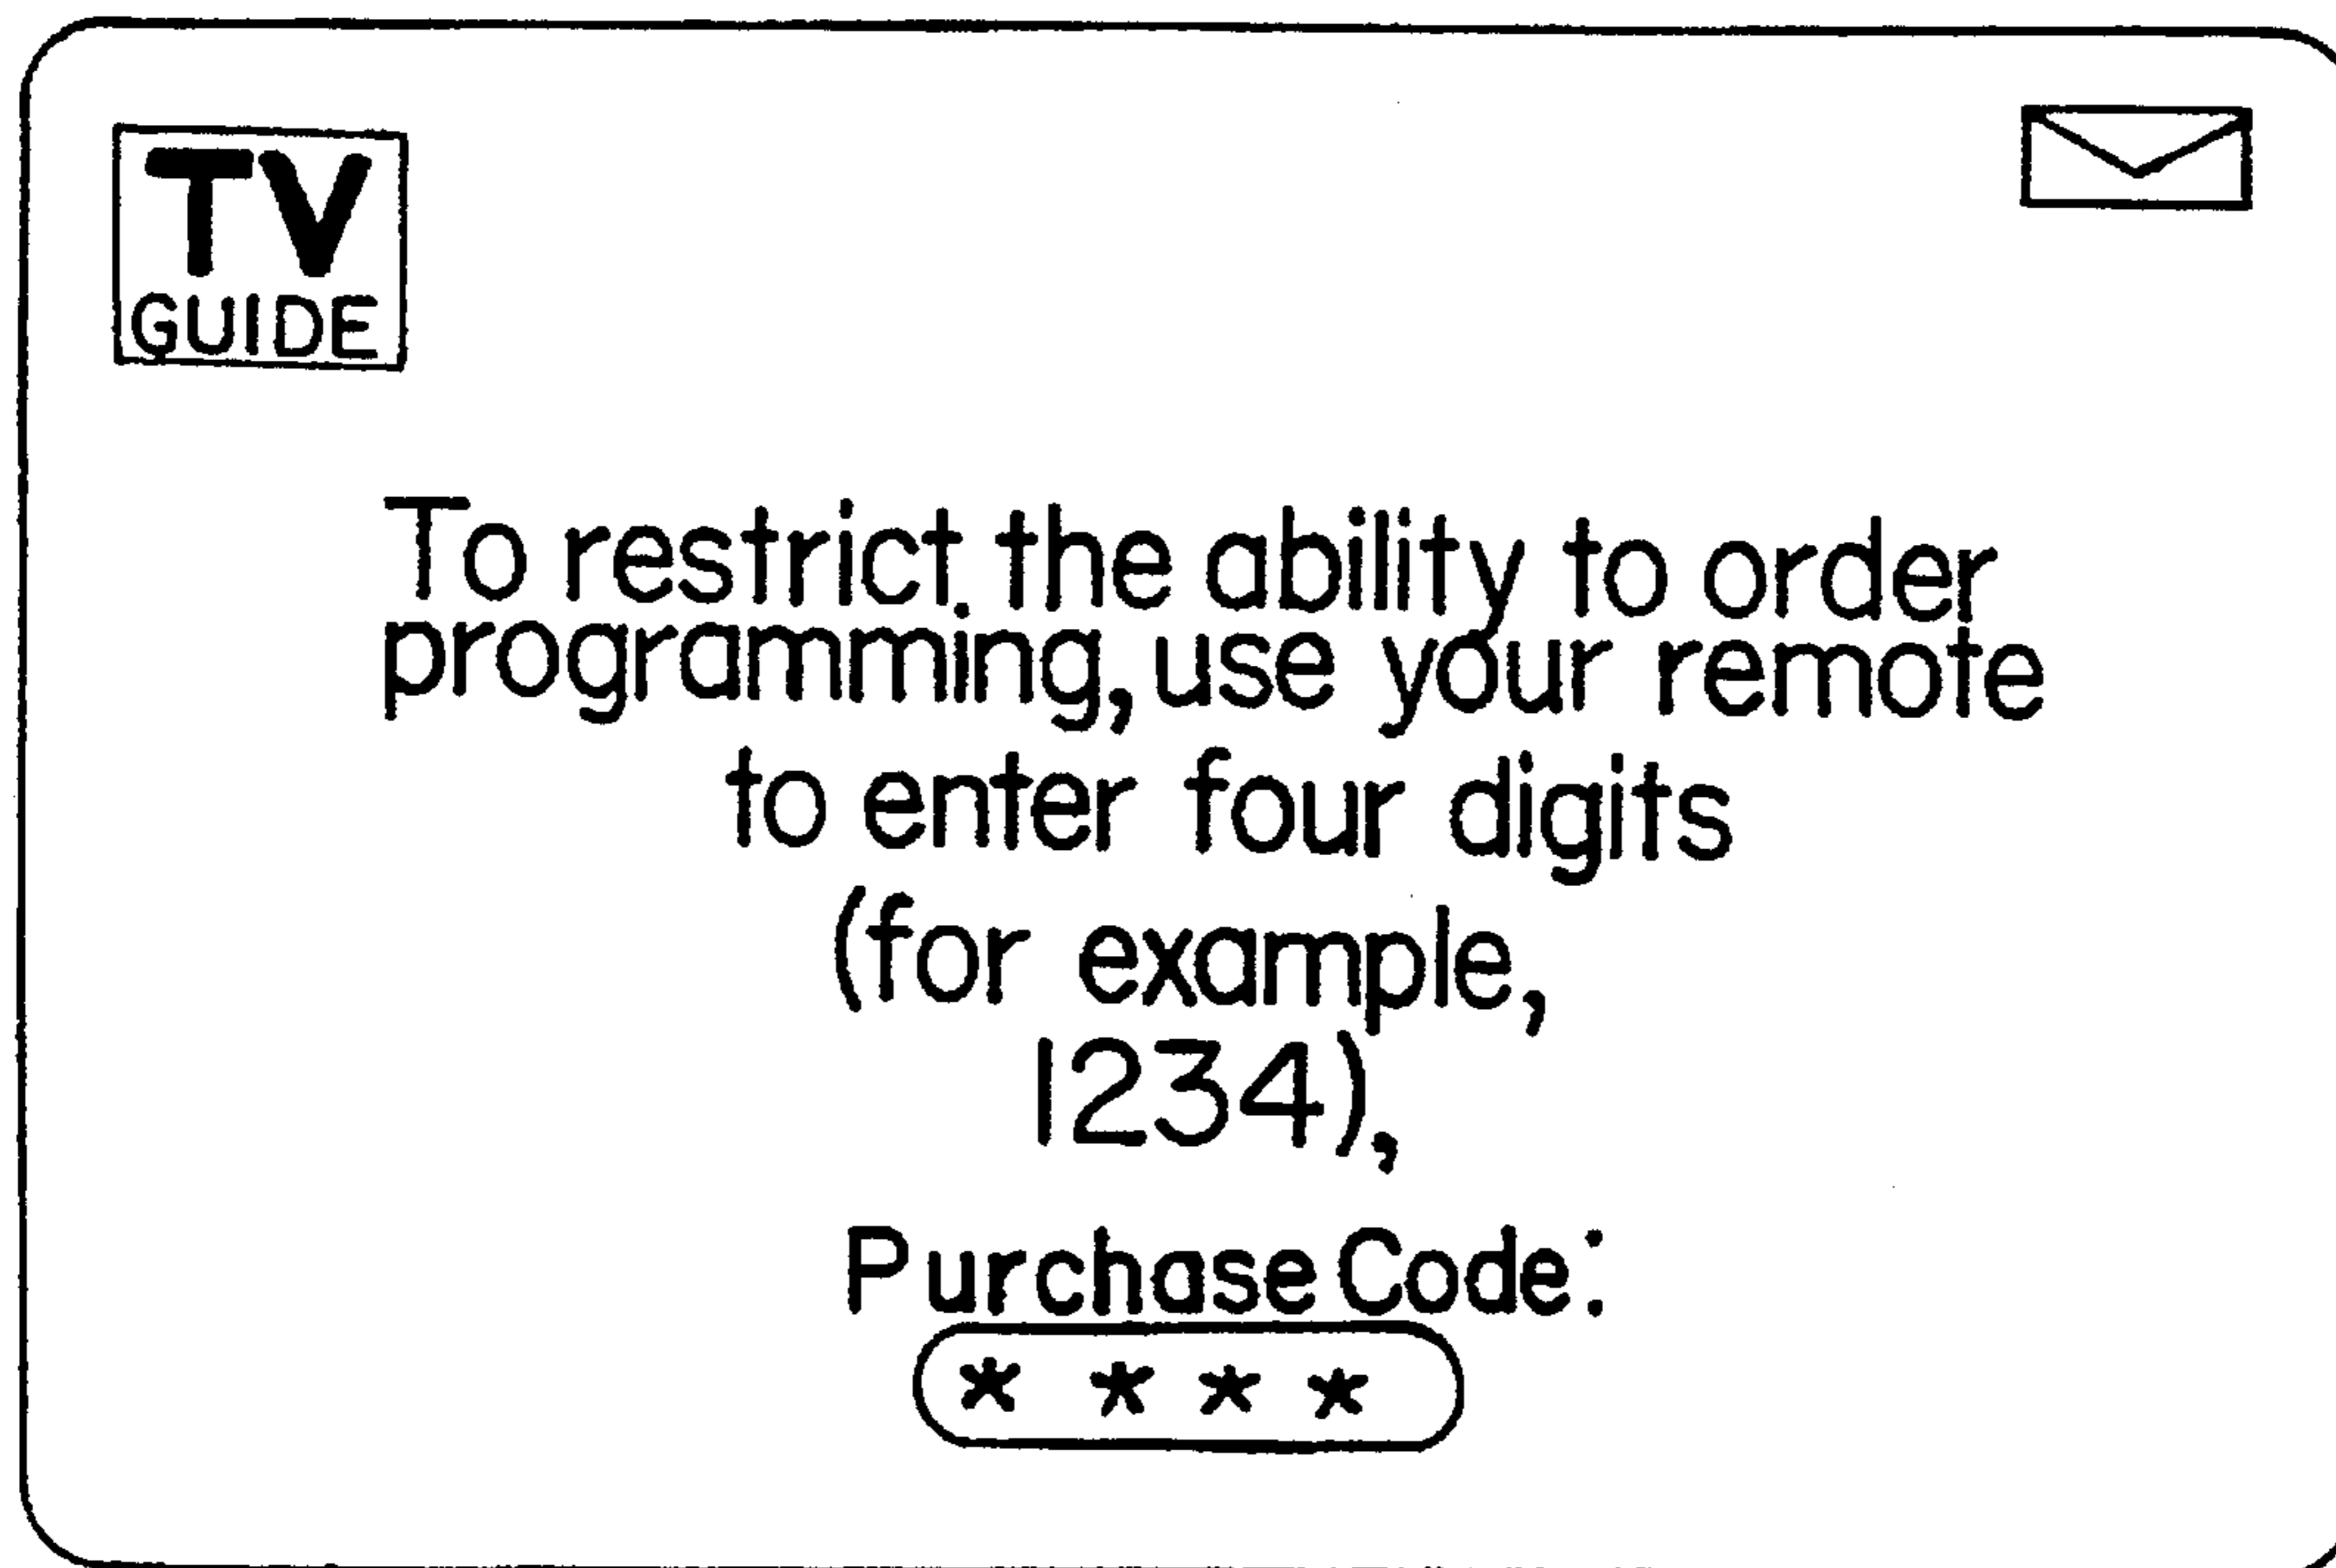 TV
GUIDE
To restrict the ability to order
programming, use your remote
to enter four digits
(for example,
1234),
Purchase Code:
* * * *